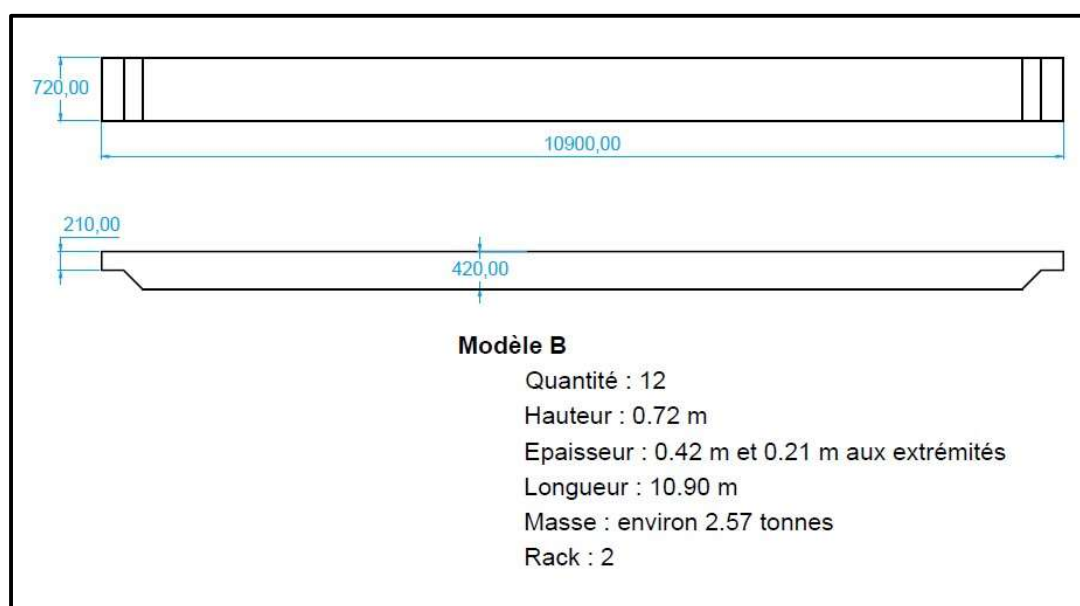 720,00
10900,00
210,00
420,00
Modèle B
Quantité : 12
Hauteur : 0.72 m
Epaisseur : 0.42 m et 0.21 m aux extrémités
Longueur : 10.90 m
Masse : environ 2.57 tonnes
Rack : 2